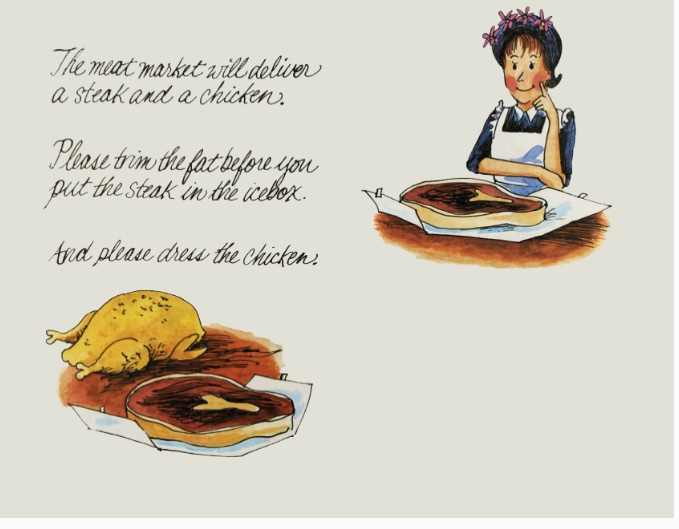 The meat market will deliver
a steak and a chicken.
Please trim the fat before you
put the steak in the icebox.
And please dress the chicken.